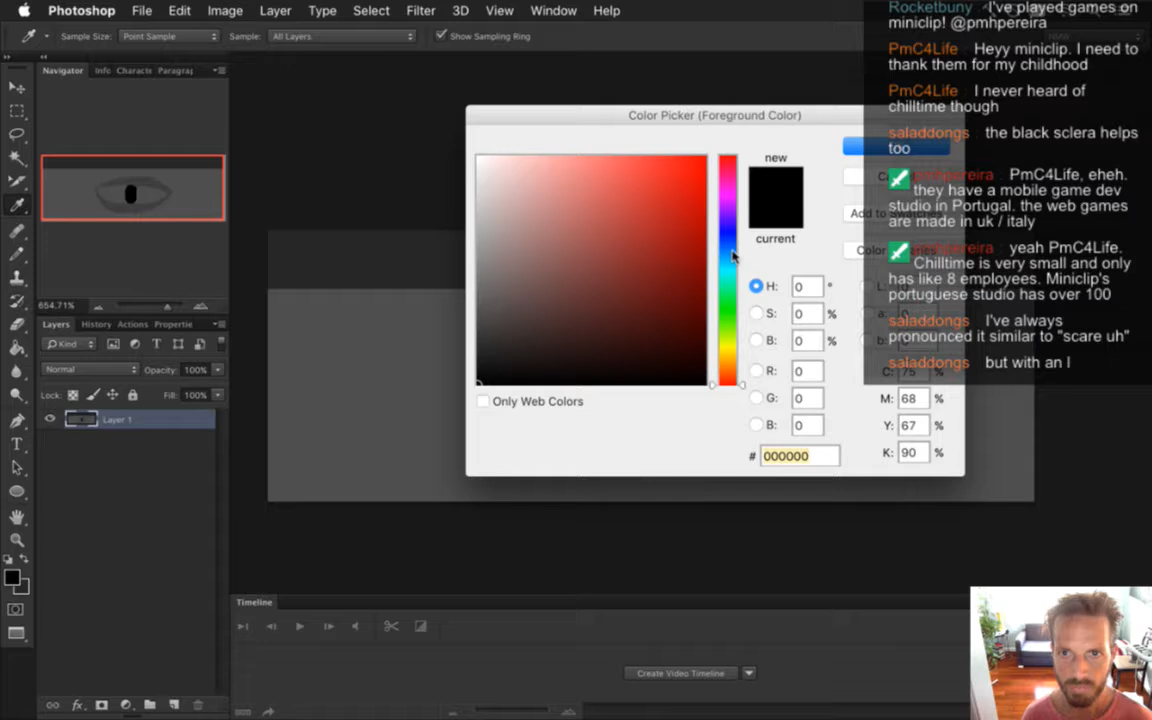 Photoshop File Edit Image Layer Type Select Filter 3D View Window Help
Sample Size: Point Sample Sample: All Layers Show Sampling Ring
Navigator Info Characte Paragraj
654.71%
Layers History Actions Propertie
Kind
Normal Opacity: 100%
Lock: Fill: 100%
Layer 1
Color Picker (Foreground Color)
new
current
Add to Swatches
H: 0 °
S: 0 %
B: 0 %
R: 0
G: 0
B: 0
# 000000
M: 68 %
Y: 67 %
K: 90 %
Only Web Colors
Timeline
Create Video Timeline
Rocketbuny : I've played games on
miniclip! @pmhpereira
PmC4Life : Heyy miniclip. I need to
thank them for my childhood
PmC4Life : I never heard of
chilltime though
saladdongs : the black sclera helps
too
pmhpereira : PmC4Life, eheh.
they have a mobile game dev
studio in Portugal. the web games
are made in uk / italy
pmhpereira : yeah PmC4Life.
Chilltime is very small and only
has like 8 employees. Miniclip's
portuguese studio has over 100
saladdongs : I've always
pronounced it similar to "scare uh"
saladdongs : but with an l